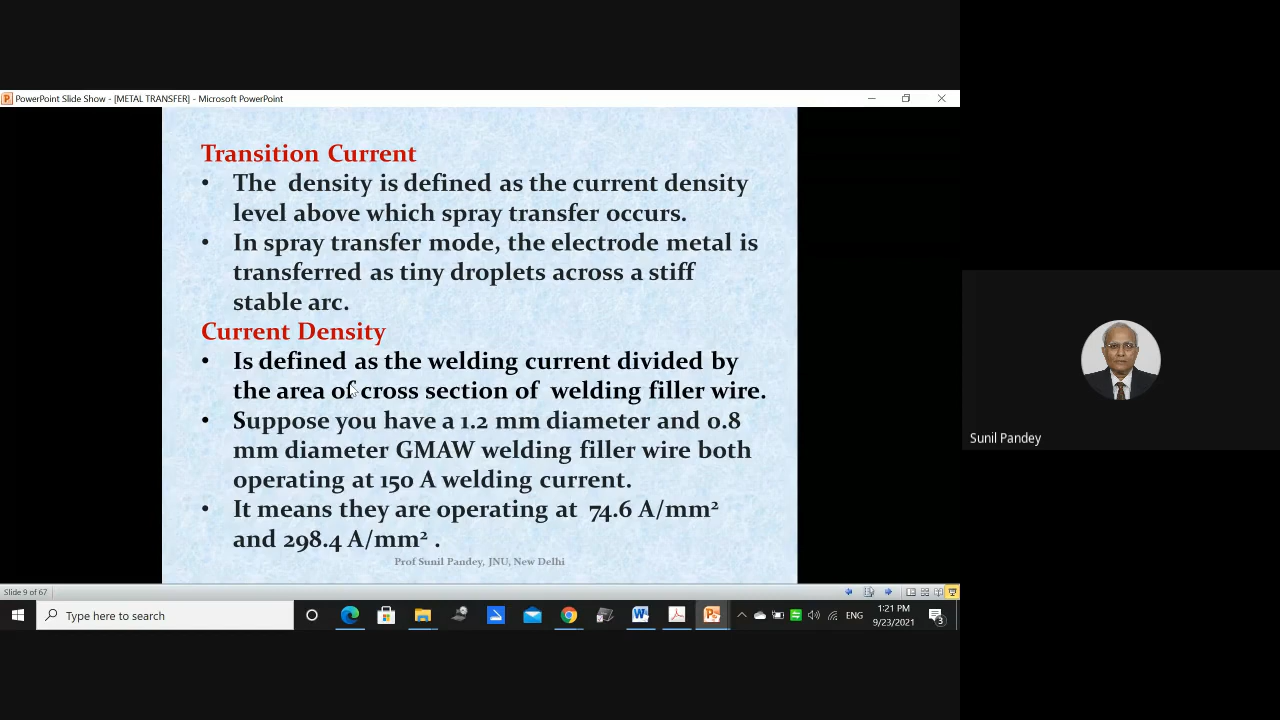 PowerPoint Slide Show - [METAL TRANSFER] - Microsoft PowerPoint
Transition Current
• The density is defined as the current density
level above which spray transfer occurs.
• In spray transfer mode, the electrode metal is
transferred as tiny droplets across a stiff
stable arc.
Current Density
• Is defined as the welding current divided by
the area of cross section of welding filler wire.
• Suppose you have a 1.2 mm diameter and 0.8
mm diameter GMAW welding filler wire both
operating at 150 A welding current.
• It means they are operating at 74.6 A/mm²
and 298.4 A/mm² .
Prof Sunil Pandey, JNU, New Delhi
Sunil Pandey
Slide 9 of 67
Type here to search
ENG
1:21 PM
9/23/2021
3